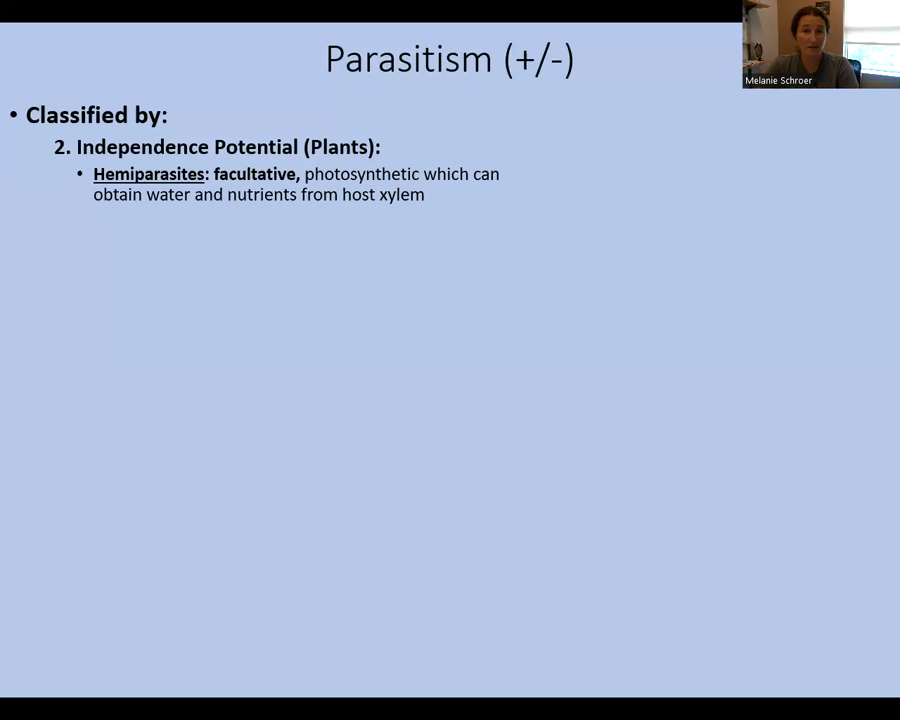 Parasitism (+/-)
Melanie Schroer
• Classified by:
2. Independence Potential (Plants):
• Hemiparasites: facultative, photosynthetic which can
obtain water and nutrients from host xylem